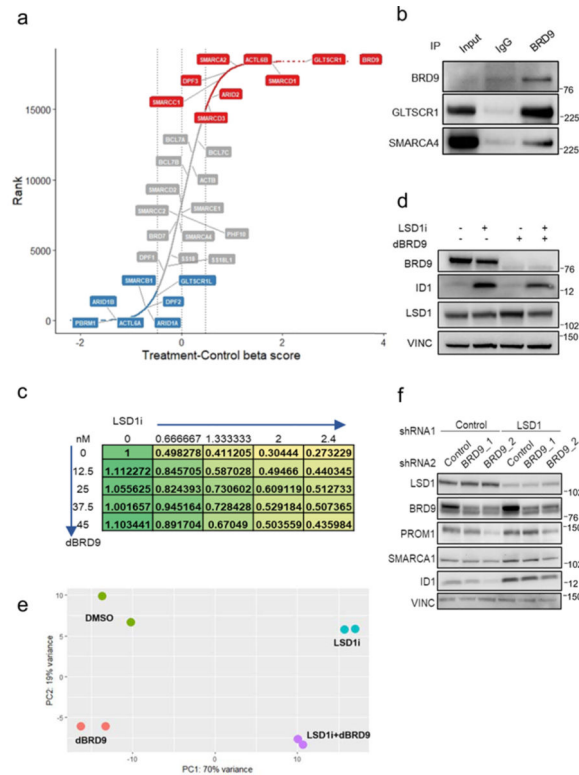 a
SMARCA2 ACTL6B GLTSCR1 BRD9
DPF3 SMARCD1
SMARCC1 ARID2
SMARCD3
BCL7A BCL7C
BCL7B ACTB
SMARCD2
SMARCE1
SMARCC2 PHF10
BRD7 SMARCA4
DPF1 SS18 SS18L1
SMARCB1 GLTSCR1L
ARID1B DPF2
PBRM1 ACTL6A ARID1A
15000
10000
5000
0
Rank
-2 -1 0 1 2 3 4
Treatment-Control beta score
b
IP Input IgG BRD9
BRD9
76
GLTSCR1
225
SMARCA4
225
c
LSD1i
nM 0 0.666667 1.333333 2 2.4
0 1 0.498278 0.411205 0.30444 0.273229
12.5 1.112272 0.845705 0.587028 0.49466 0.440345
25 1.055625 0.824393 0.730602 0.609119 0.512733
37.5 1.001657 0.945164 0.728428 0.529184 0.507365
45 1.103441 0.891704 0.67049 0.503559 0.435984
dBRD9
d
LSD1i - + - +
dBRD9 - - + +
BRD9
ID1
12
LSD1
102
VINC
e
10
5
0
-5
PC2: 19% variance
DMSO
LSD1i
dBRD9
LSD1i+dBRD9
-10 0 10
PC1: 70% variance
f
Control LSD1
shRNA1
Control BRD9_1 BRD9_2 Control BRD9_1 BRD9_2
shRNA2
LSD1
102
BRD9
76
PROM1
150
SMARCA1
102
ID1
12
VINC
150